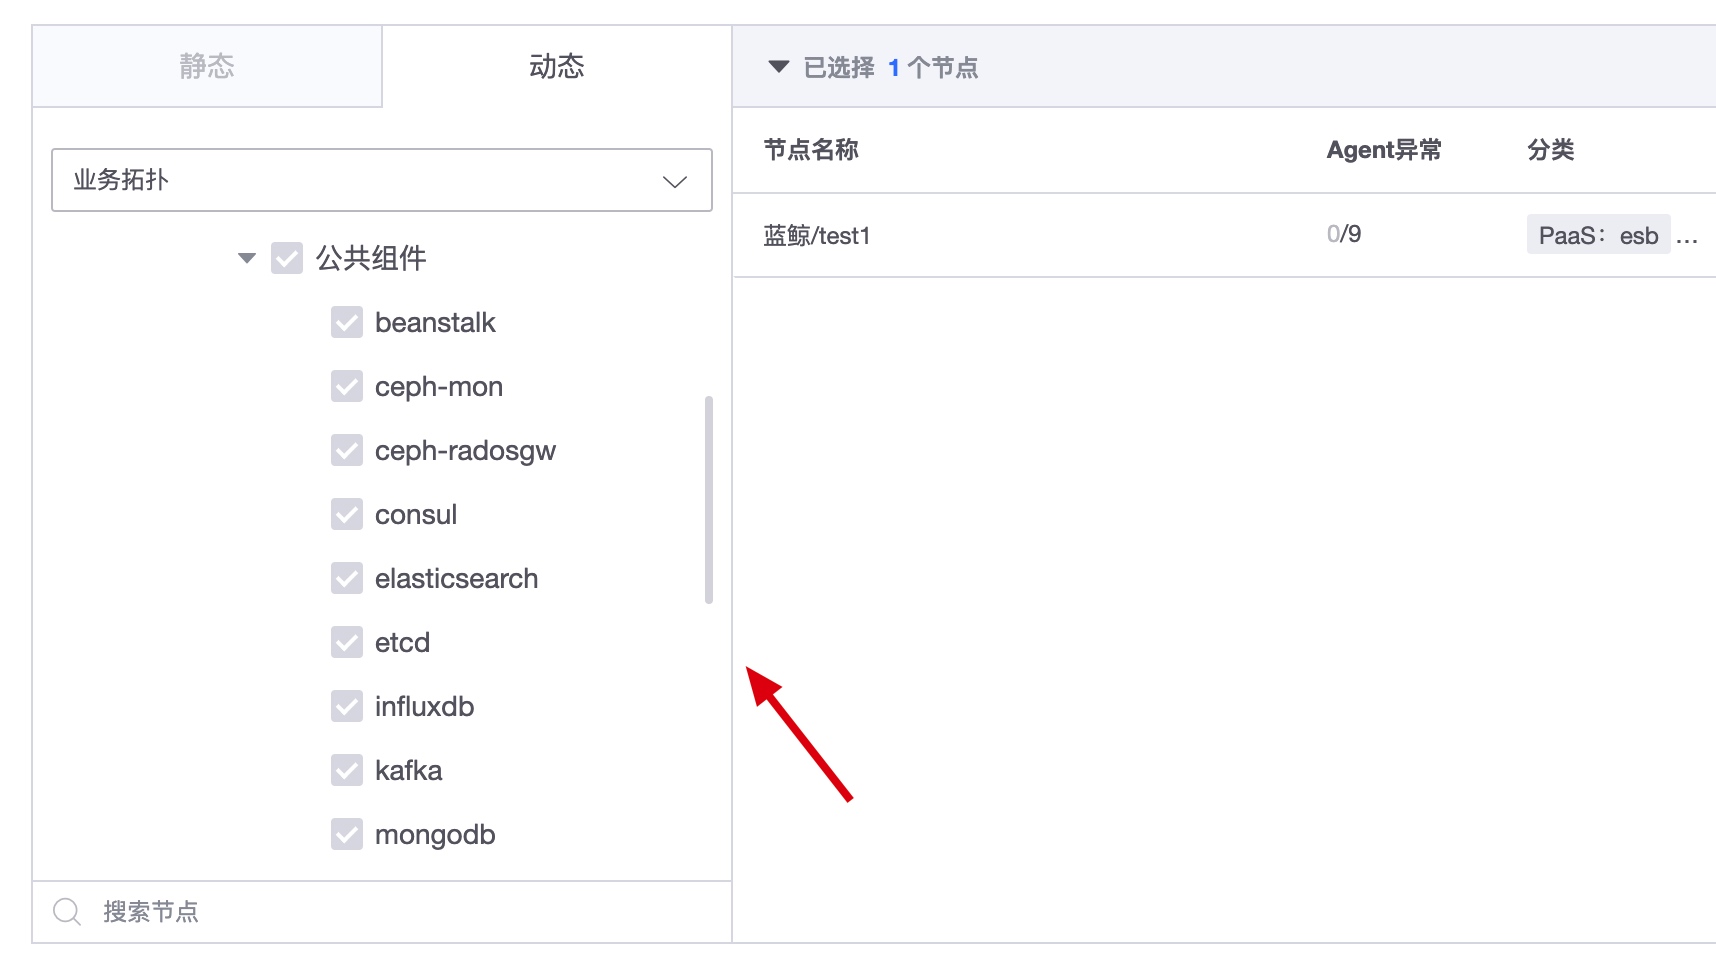 静态
动态
业务拓扑
公共组件
beanstalk
ceph-mon
ceph-radosgw
consul
elasticsearch
etcd
influxdb
kafka
mongodb
搜索节点
已选择 1 个节点
节点名称 Agent异常 分类
蓝鲸/test1 0/9 PaaS：esb ...